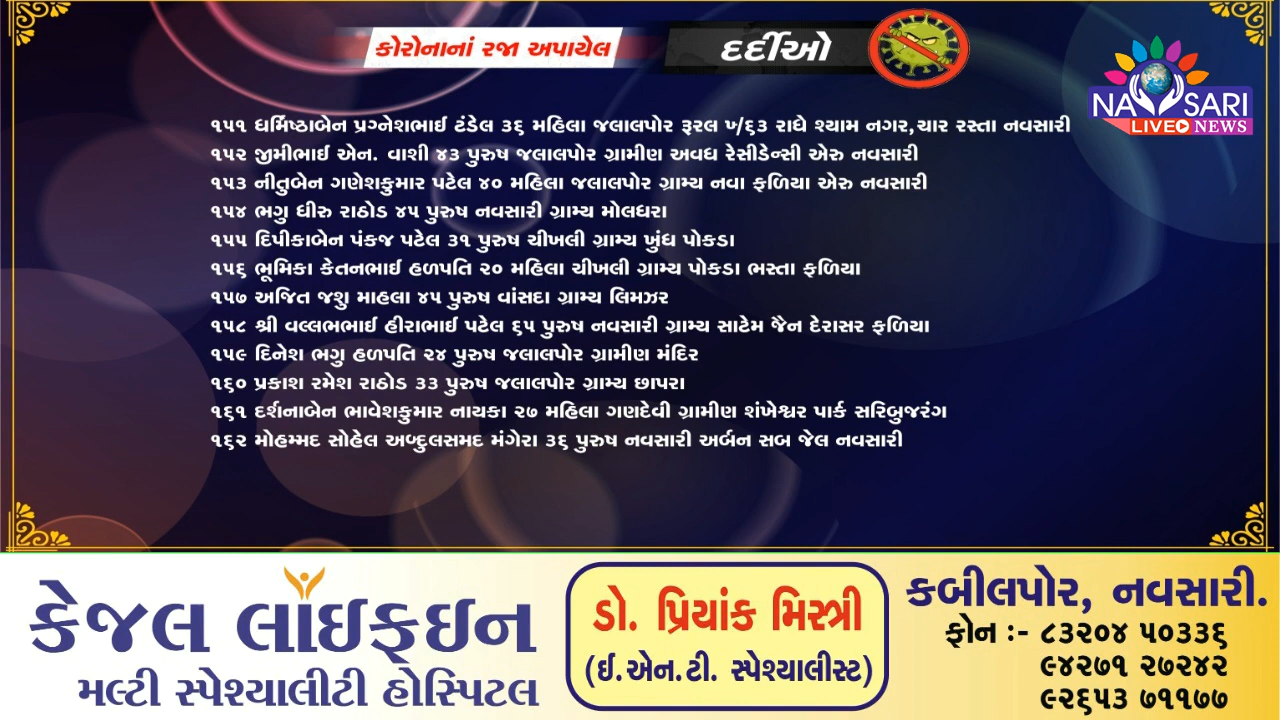 કોરોનાનાં રજા અપાયેલ
દર્દીઓ
NAVSARI
LIVE NEWS
૧૫૧ ધર્મિષ્ઠાબેન પ્રગ્નેશભાઈ ટંડેલ ૩૬ મહિલા જલાલપોર રૂરલ ખ/૬૩ રાધે શ્યામ નગર,ચાર રસ્તા નવસારી
૧૫૨ જીમીભાઈ એન. વાશી ૪૩ પુરુષ જલાલપોર ગ્રામીણ અવધ રેસીડેન્સી એરુ નવસારી
૧૫૩ નીતુબેન ગણેશકુમાર પટેલ ૪૦ મહિલા જલાલપોર ગ્રામ્ય નવા ફળિયા એરુ નવસારી
૧૫૪ ભગુ ધીરુ રાઠોડ ૪૫ પુરુષ નવસારી ગ્રામ્ય મોલધરા
૧૫૫ દિપીકાબેન પંકજ પટેલ ૩૧ પુરુષ ચીખલી ગ્રામ્ય ખુંધ પોકડા
૧૫૬ ભૂમિકા કેતનભાઈ હળપતિ ૨૦ મહિલા ચીખલી ગ્રામ્ય પોકડા ભસ્તા ફળિયા
૧૫૭ અજિત જશુ માહલા ૪૫ પુરુષ વાંસદા ગ્રામ્ય લિમઝર
૧૫૮ શ્રી વલ્લભભાઈ હીરાભાઈ પટેલ ૬૫ પુરુષ નવસારી ગ્રામ્ય સાટેમ જૈન દેરાસર ફળિયા
૧૫૯ દિનેશ ભગુ હળપતિ ૨૪ પુરુષ જલાલપોર ગ્રામીણ મંદિર
૧૬૦ પ્રકાશ રમેશ રાઠોડ ૩૩ પુરુષ જલાલપોર ગ્રામ્ય છાપરા
૧૬૧ દર્શનાબેન ભાવેશકુમાર નાયકા ૨૭ મહિલા ગણદેવી ગ્રામીણ શંખેશ્વર પાર્ક સરિબુજરંગ
૧૬૨ મોહમ્મદ સોહેલ અબ્દુલસમદ મંગેરા ૩૬ પુરુષ નવસારી અર્બન સબ જેલ નવસારી
કેજલ લાઇફઇન
મલ્ટી સ્પેશ્યાલીટી હોસ્પિટલ
ડો. પ્રિયાંક મિસ્ત્રી
(ઈ.એન.ટી. સ્પેશ્યાલીસ્ટ)
કબીલપોર, નવસારી.
ફોન :- ૮૩૨૦૪ ૫૦૩૩૬
૯૪૨૭૧ ૨૭૨૪૨
૯૨૬૫૩ ૭૧૧૭૭